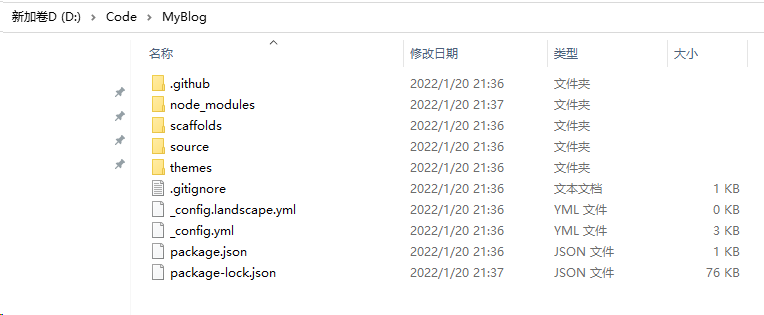 新加卷D (D:) > Code > MyBlog
名称 修改日期 类型 大小
.github 2022/1/20 21:36 文件夹
node_modules 2022/1/20 21:37 文件夹
scaffolds 2022/1/20 21:36 文件夹
source 2022/1/20 21:36 文件夹
themes 2022/1/20 21:36 文件夹
.gitignore 2022/1/20 21:36 文本文档 1 KB
_config.landscape.yml 2022/1/20 21:36 YML 文件 0 KB
_config.yml 2022/1/20 21:36 YML 文件 3 KB
package.json 2022/1/20 21:36 JSON 文件 1 KB
package-lock.json 2022/1/20 21:37 JSON 文件 76 KB